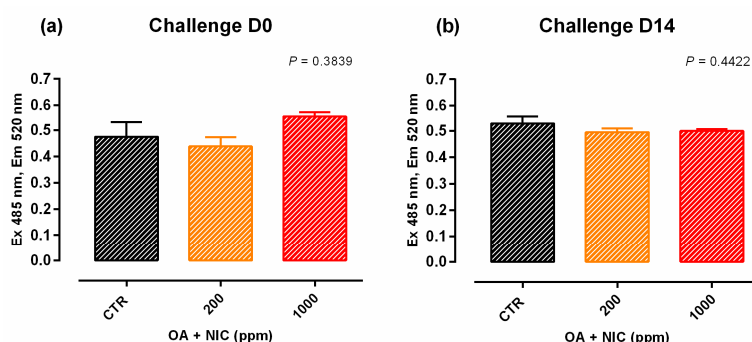 (a) Challenge D0
P = 0.3839
Ex 485 nm, Em 520 nm
0.7
0.6
0.5
0.4
0.3
0.2
0.1
0.0
CTR 200 1000
OA + NIC (ppm)
(b) Challenge D14
P = 0.4422
Ex 485 nm, Em 520 nm
0.7
0.6
0.5
0.4
0.3
0.2
0.1
0.0
CTR 200 1000
OA + NIC (ppm)